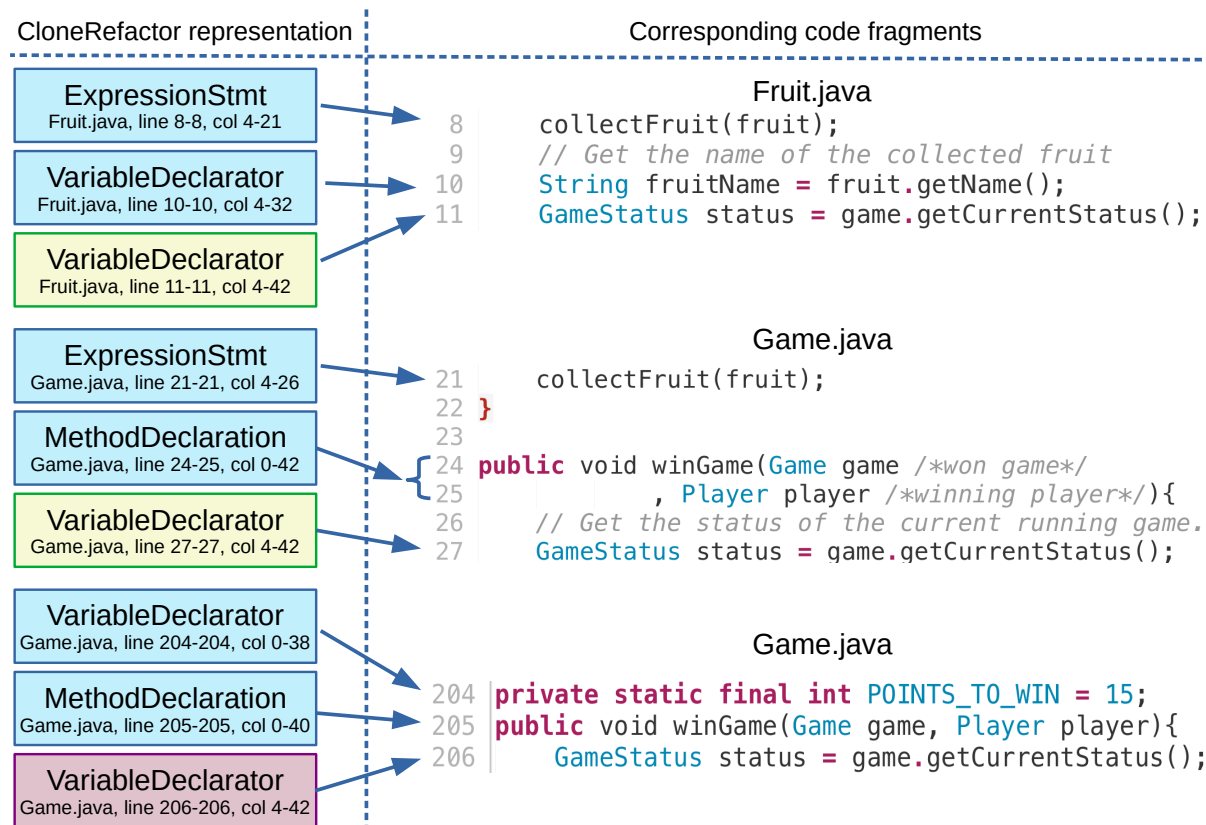 CloneRefactor representation
Corresponding code fragments
ExpressionStmt
Fruit.java, line 8-8, col 4-21
VariableDeclarator
Fruit.java, line 10-10, col 4-32
VariableDeclarator
Fruit.java, line 11-11, col 4-42
Fruit.java
8 collectFruit(fruit);
9 // Get the name of the collected fruit
10 String fruitName = fruit.getName();
11 GameStatus status = game.getCurrentStatus();
ExpressionStmt
Game.java, line 21-21, col 4-26
MethodDeclaration
Game.java, line 24-25, col 0-42
VariableDeclarator
Game.java, line 27-27, col 4-42
Game.java
21 collectFruit(fruit);
22 }
23
24 public void winGame(Game game /*won game*/
25 , Player player /*winning player*/){
26 // Get the status of the current running game.
27 GameStatus status = game.getCurrentStatus();
VariableDeclarator
Game.java, line 204-204, col 0-38
MethodDeclaration
Game.java, line 205-205, col 0-40
VariableDeclarator
Game.java, line 206-206, col 4-42
Game.java
204 private static final int POINTS_TO_WIN = 15;
205 public void winGame(Game game, Player player){
206 GameStatus status = game.getCurrentStatus();